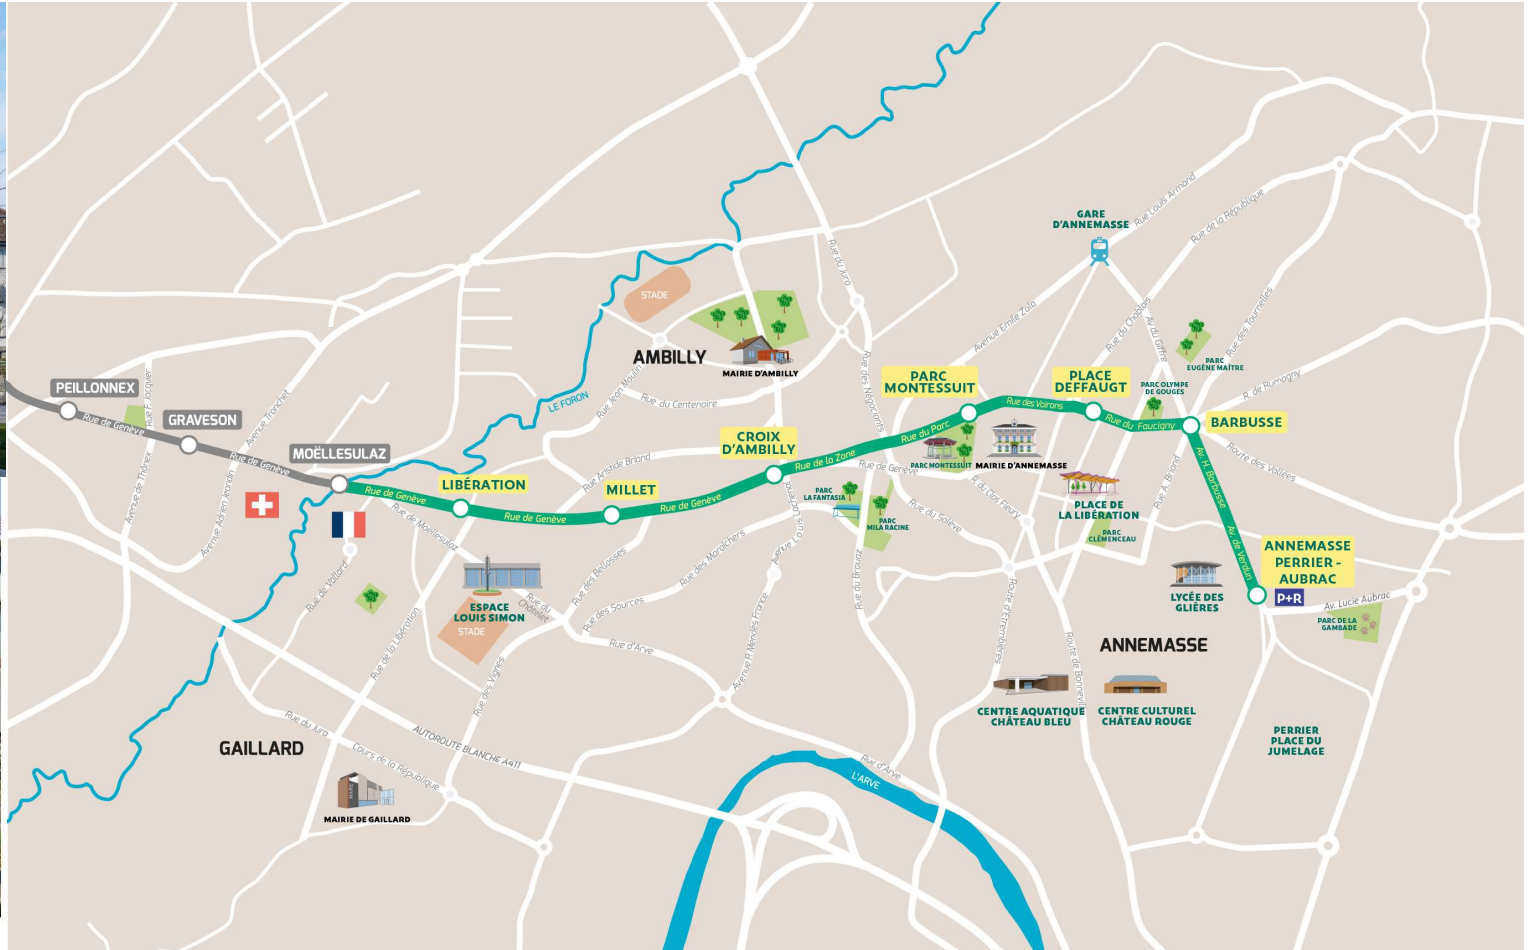 Rue Louis Armand
Rue de la République
GARE
D'ANNEMASSE
Rue du Jura
STADE
Avenue Emile Zola
Rue du Chablais
Av du Giffre
Rue des Tournelles
AMBILLY
MAIRIE D'AMBILLY
PARC
EUGÈNE MAÎTRE
PEILLONNEX
Rue F. Jacquier
Avenue Tronchet
LE FORON
Rue Jean Moulin
Rue du Centenaire
Rue des Négociants
PARC
MONTESSUIT
PLACE
DEFFAUGT
PARC OLYMPE
DE GOUGES
R. de Romagny
Rue des Voirons
Rue du Faucigny
BARBUSSE
Rue de Genève
GRAVESON
Rue de Genève
MOËLLESULAZ
CROIX
D'AMBILLY
Rue du Parc
Rue de la Zone
Rue de Genève
PARC MONTESSUIT
MAIRIE D'ANNEMASSE
Route des Vallées
Rue Aristide Briand
LIBÉRATION
MILLET
Rue de Genève
Rue de Genève
Rue de Genève
PARC
LA FANTASIA
PARC
MILA RACINE
Rue du Salève
R. du Clos Fleury
PLACE DE
LA LIBÉRATION
PARC
CLÉMENCEAU
Rue A. Briand
Av. H. Barbusse
Av. de Verdun
Avenue de Thônex
Avenue Adrien Jeandin
Rue de Moellesulaz
Rue des Bellosses
Rue des Maraîchers
ANNEMASSE
PERRIER -
AUBRAC
P+R
Av. Lucie Aubrac
PARC DE LA
GAMBADE
LYCÉE DES
GLIÈRES
Rue de Vallard
ESPACE
LOUIS SIMON
STADE
Rue du
Châtelet
Rue des Sources
Rue du Brouaz
Rue de la Libération
Rue d'Arve
Avenue P. Mendès France
Route d'Etrembières
Route de Bonneville
ANNEMASSE
Rue des Vignes
CENTRE AQUATIQUE
CHÂTEAU BLEU
CENTRE CULTUREL
CHÂTEAU ROUGE
Rue du Jura
GAILLARD
AUTOROUTE BLANCHE A411
Cours de la République
Rue d'Arve
L'ARVE
PERRIER
PLACE DU
JUMELAGE
MAIRIE DE GAILLARD